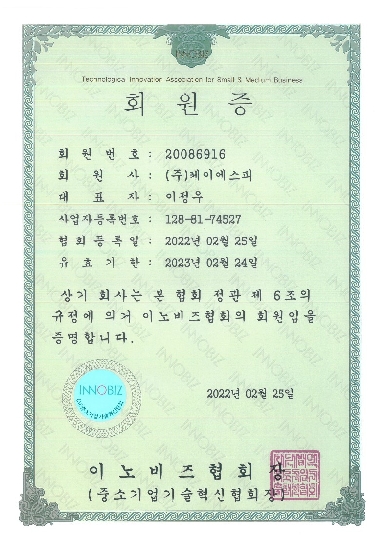 INNOBIZ
Technological Innovation Association for Small & Medium Business
회 원 증
회 원 번 호 : 20086916
회 원 사 : (주)제이에스피
대 표 자 : 이정우
사업자등록번호 : 128-81-74527
협회등록일 : 2022년 02월 25일
유 효 기 한 : 2023년 02월 24일
상기 회사는 본 협회 정관 제 6조의
규정에 의거 이노비즈협회의 회원임을
증명합니다.
INNOBIZ
2022년 02월 25일
이노비즈협회장
(중소기업기술혁신협회장)